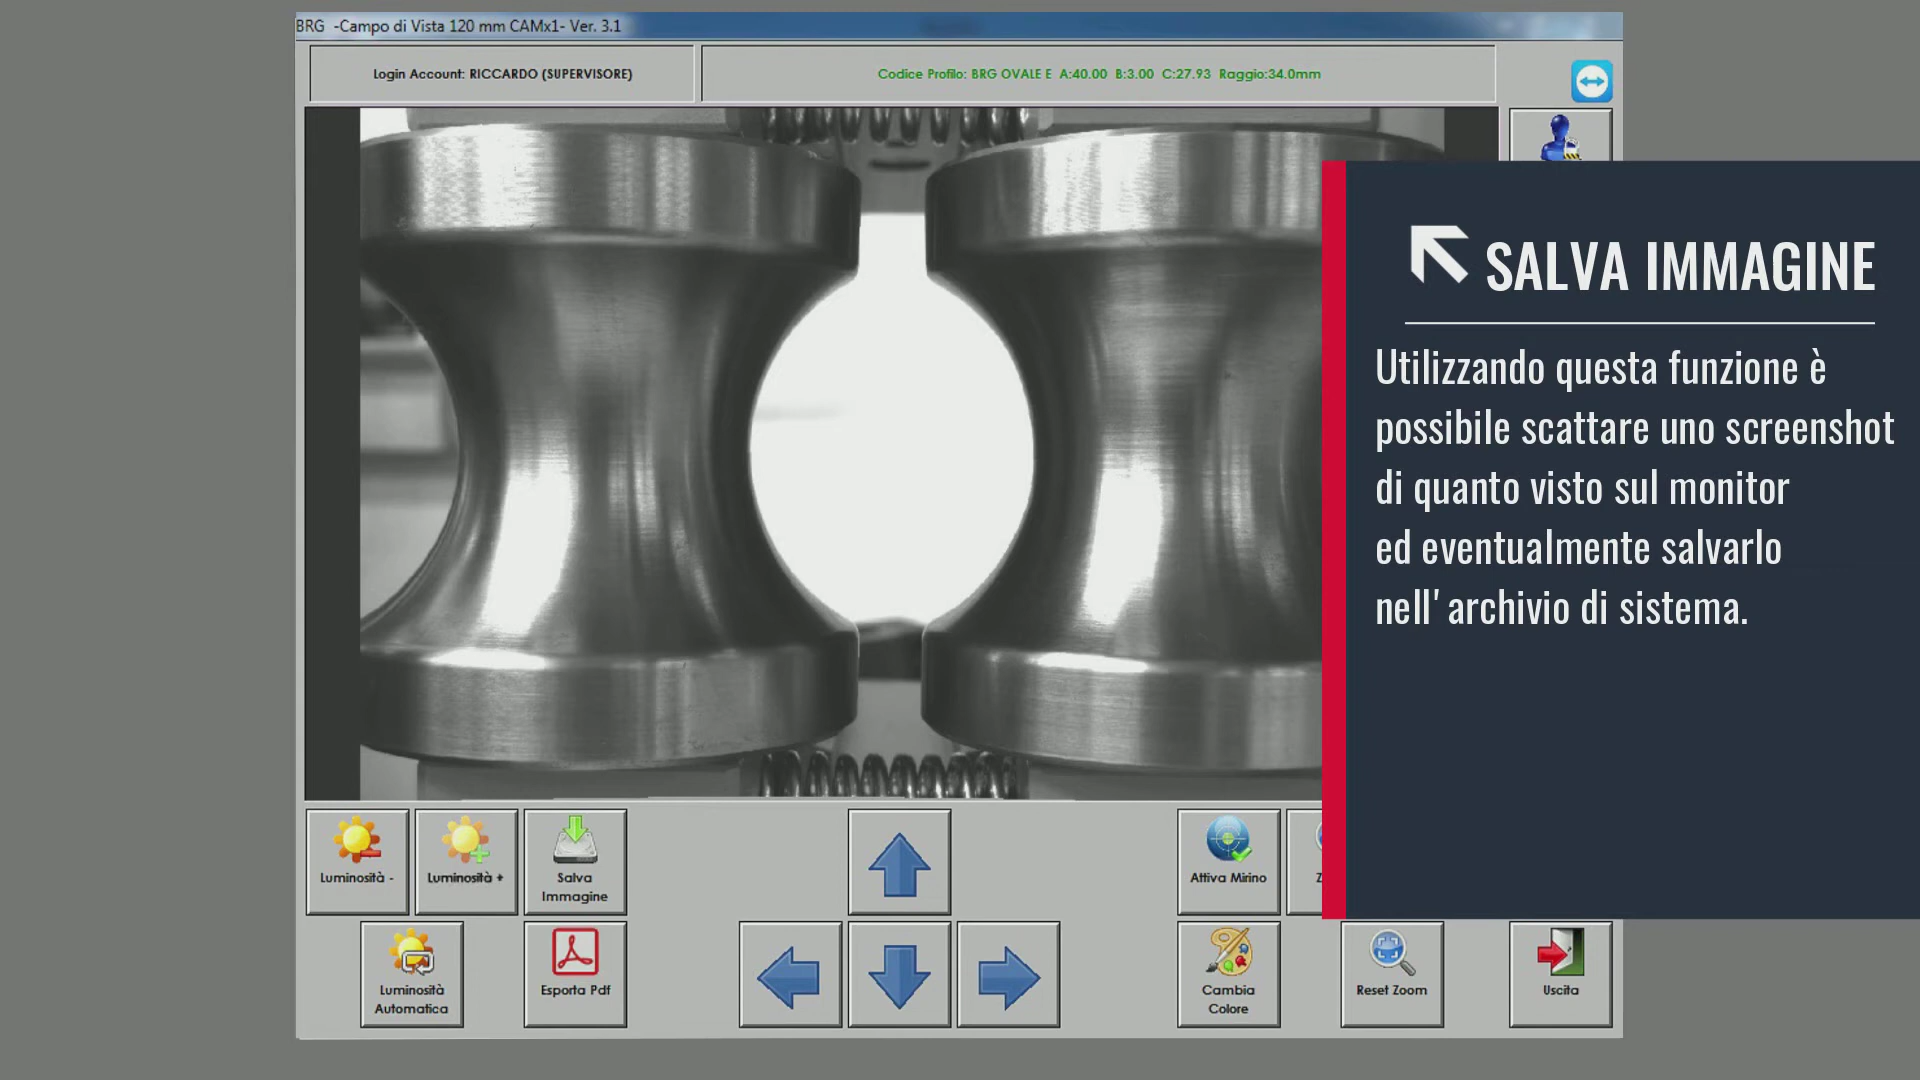 BRG -Campo di Vista 120 mm CAMx1- Ver. 3.1
Login Account: RICCARDO (SUPERVISORE)
Codice Profilo: BRG OVALE E A:40.00 B:3.00 C:27.93 Raggio:34.0mm
SALVA IMMAGINE
Utilizzando questa funzione è
possibile scattare uno screenshot
di quanto visto sul monitor
ed eventualmente salvarlo
nell'archivio di sistema.
Luminosità -
Luminosità +
Salva
Immagine
Attiva Mirino
Luminosità
Automatica
Esporta Pdf
Cambia
Colore
Reset Zoom
Uscita